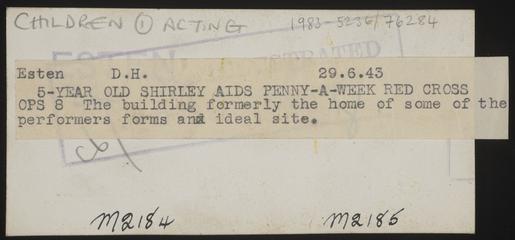 CHILDREN ① ACTING 1983-5236/76284
Esten D.H. 29.6.43
5-YEAR OLD SHIRLEY AIDS PENNY-A-WEEK RED CROSS
OPS 8 The building formerly the home of some of the
performers forms and ideal site.
M2184 M2185